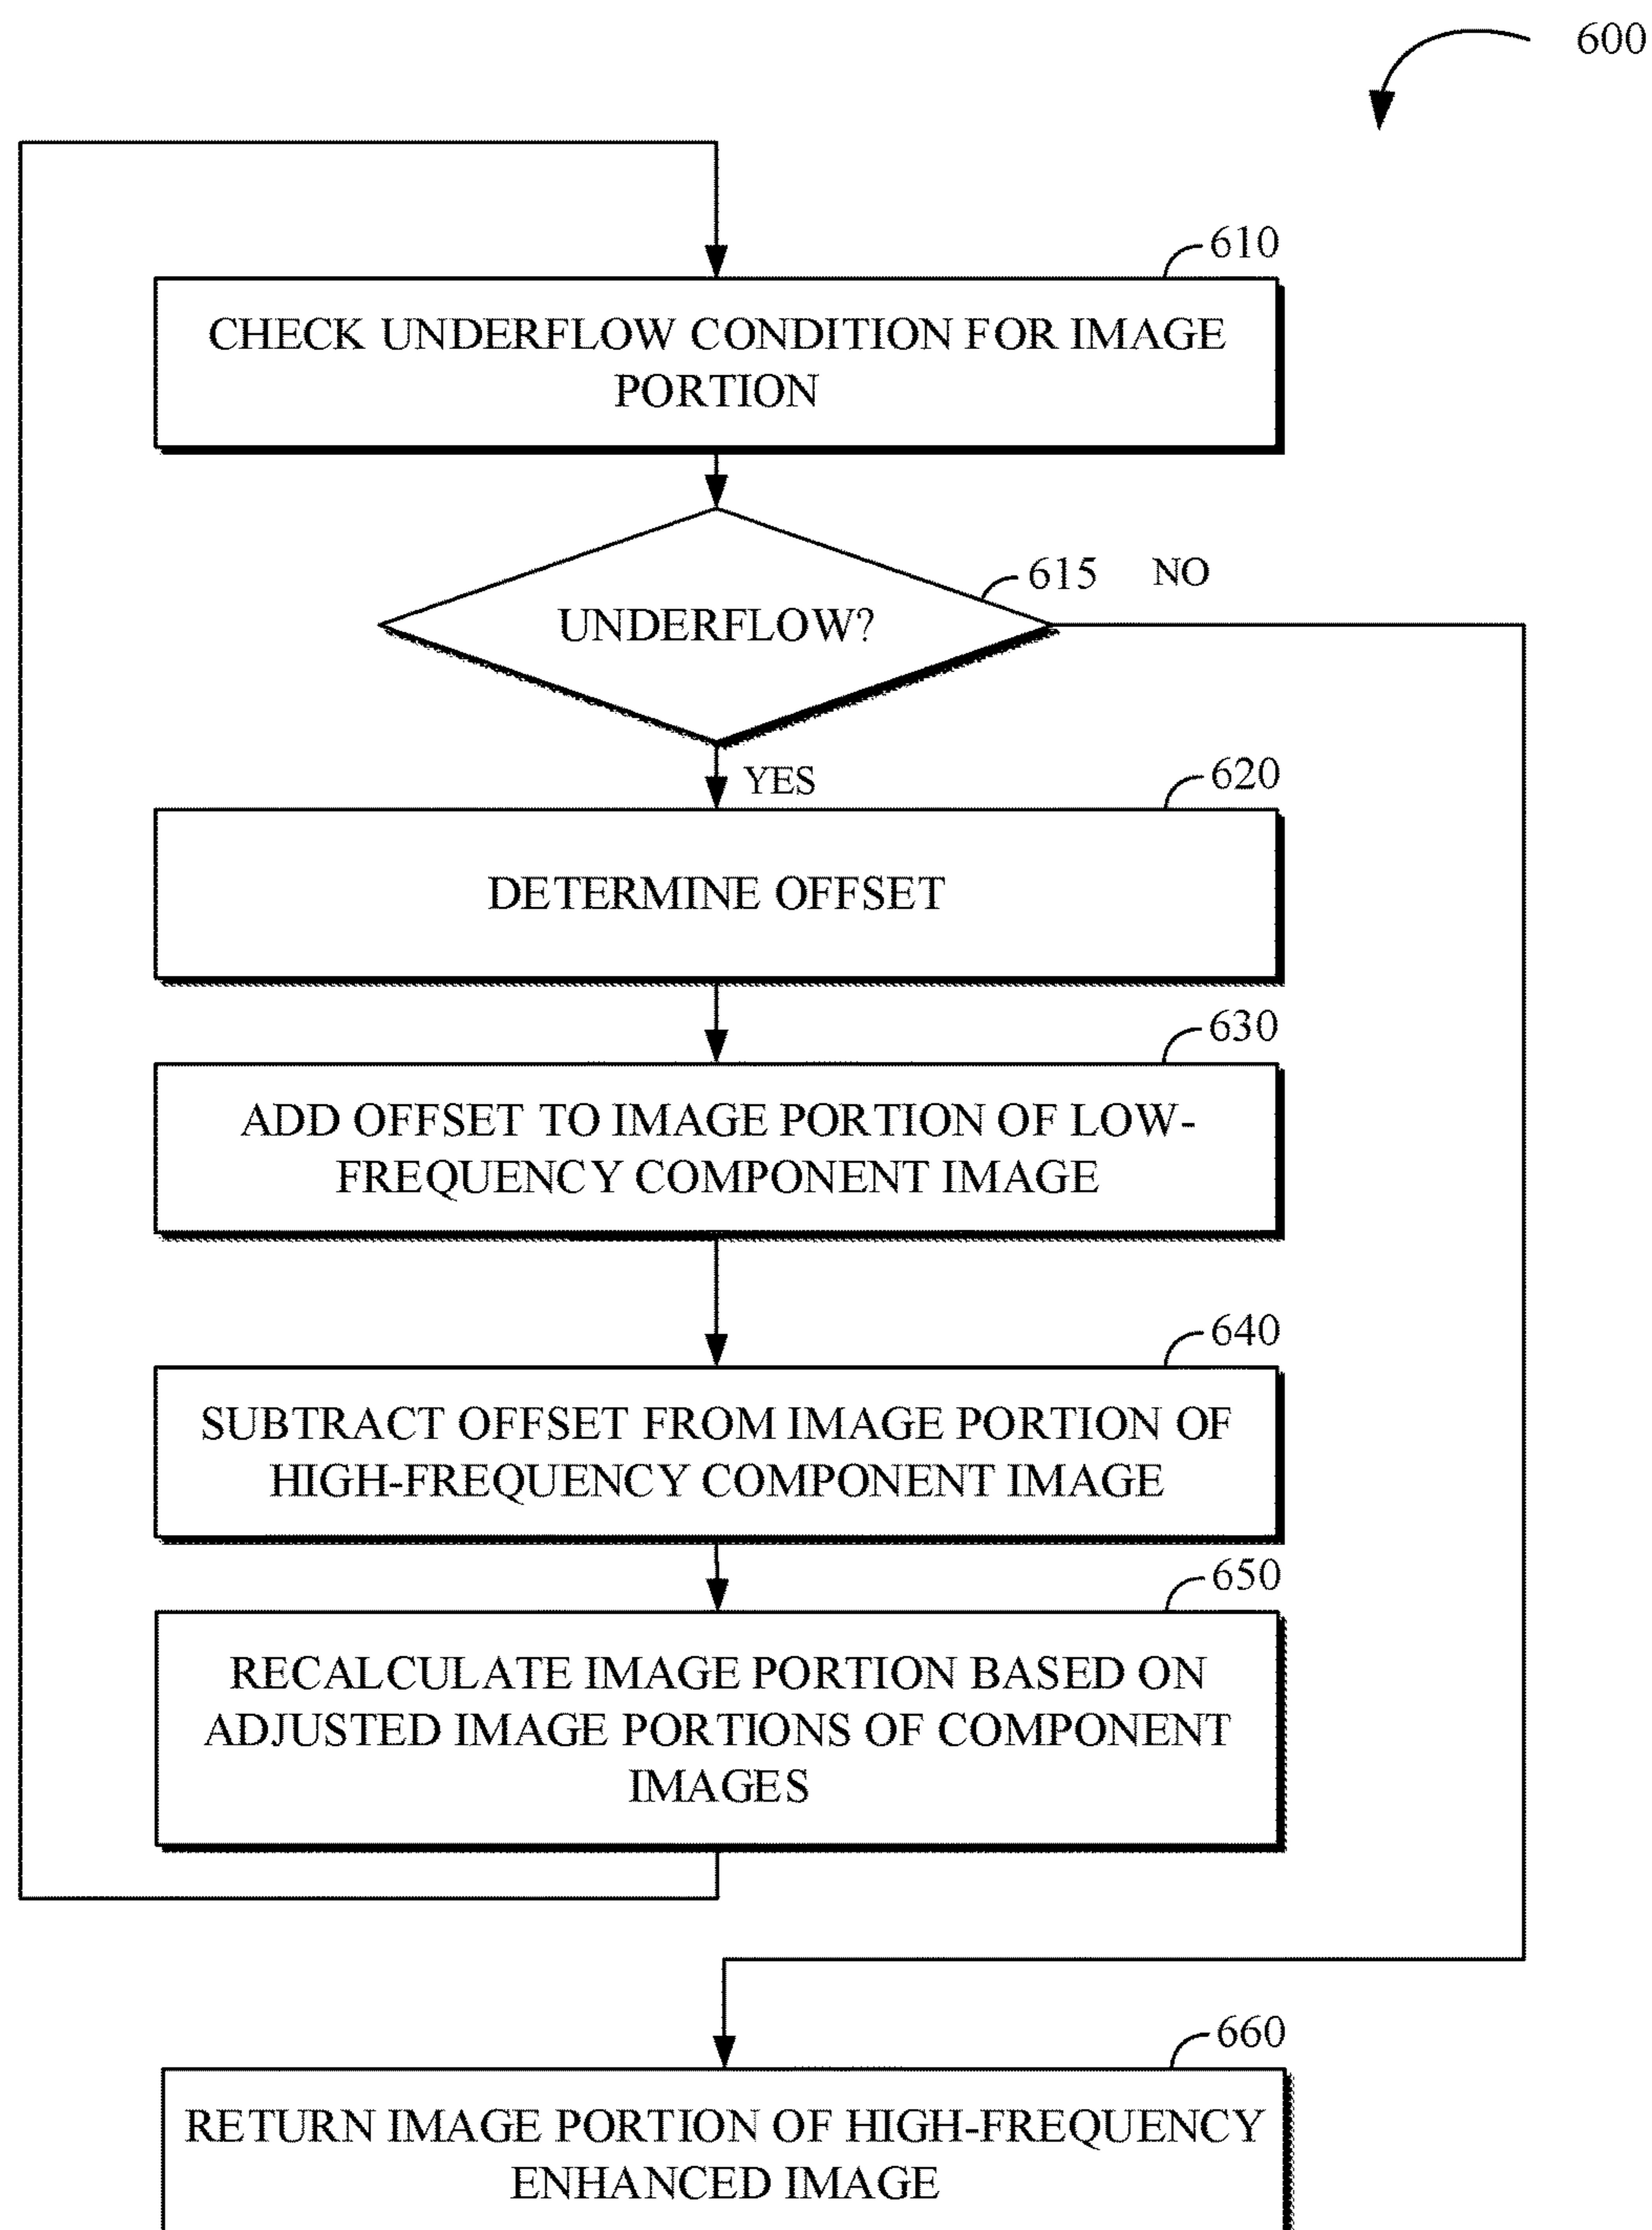 600
610
CHECK UNDERFLOW CONDITION FOR IMAGE
PORTION
615 NO
UNDERFLOW?
YES
620
DETERMINE OFFSET
630
ADD OFFSET TO IMAGE PORTION OF LOW-
FREQUENCY COMPONENT IMAGE
640
SUBTRACT OFFSET FROM IMAGE PORTION OF
HIGH-FREQUENCY COMPONENT IMAGE
650
RECALCULATE IMAGE PORTION BASED ON
ADJUSTED IMAGE PORTIONS OF COMPONENT
IMAGES
660
RETURN IMAGE PORTION OF HIGH-FREQUENCY
ENHANCED IMAGE